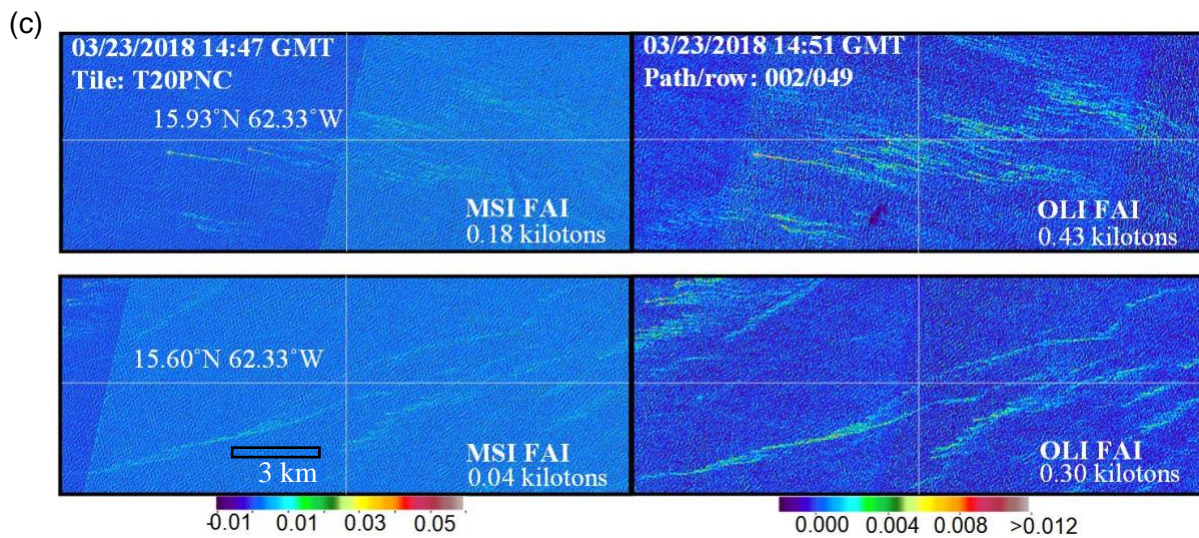 (c)
03/23/2018 14:47 GMT
Tile: T20PNC
15.93°N 62.33°W
MSI FAI
0.18 kilotons
03/23/2018 14:51 GMT
Path/row: 002/049
OLI FAI
0.43 kilotons
15.60°N 62.33°W
3 km
MSI FAI
0.04 kilotons
OLI FAI
0.30 kilotons
-0.01 0.01 0.03 0.05
0.000 0.004 0.008 >0.012